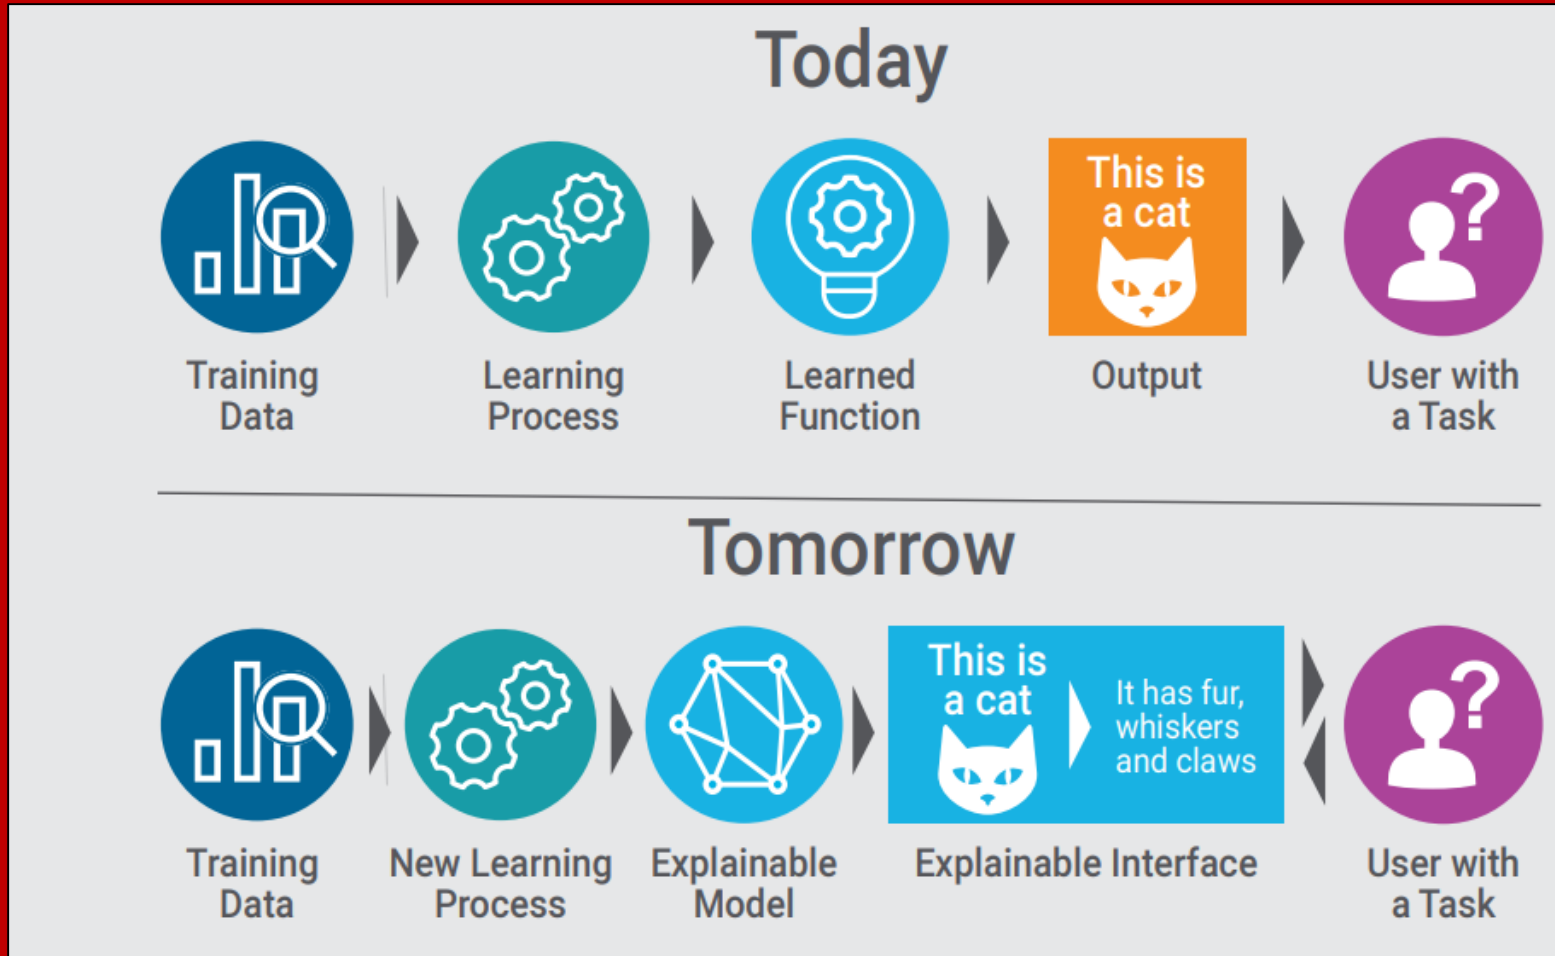 Today
This is
a cat
?
Training
Data
Learning
Process
Learned
Function
Output
User with
a Task
Tomorrow
This is
a cat
It has fur,
whiskers
and claws
?
Training
Data
New Learning
Process
Explainable
Model
Explainable Interface
User with
a Task